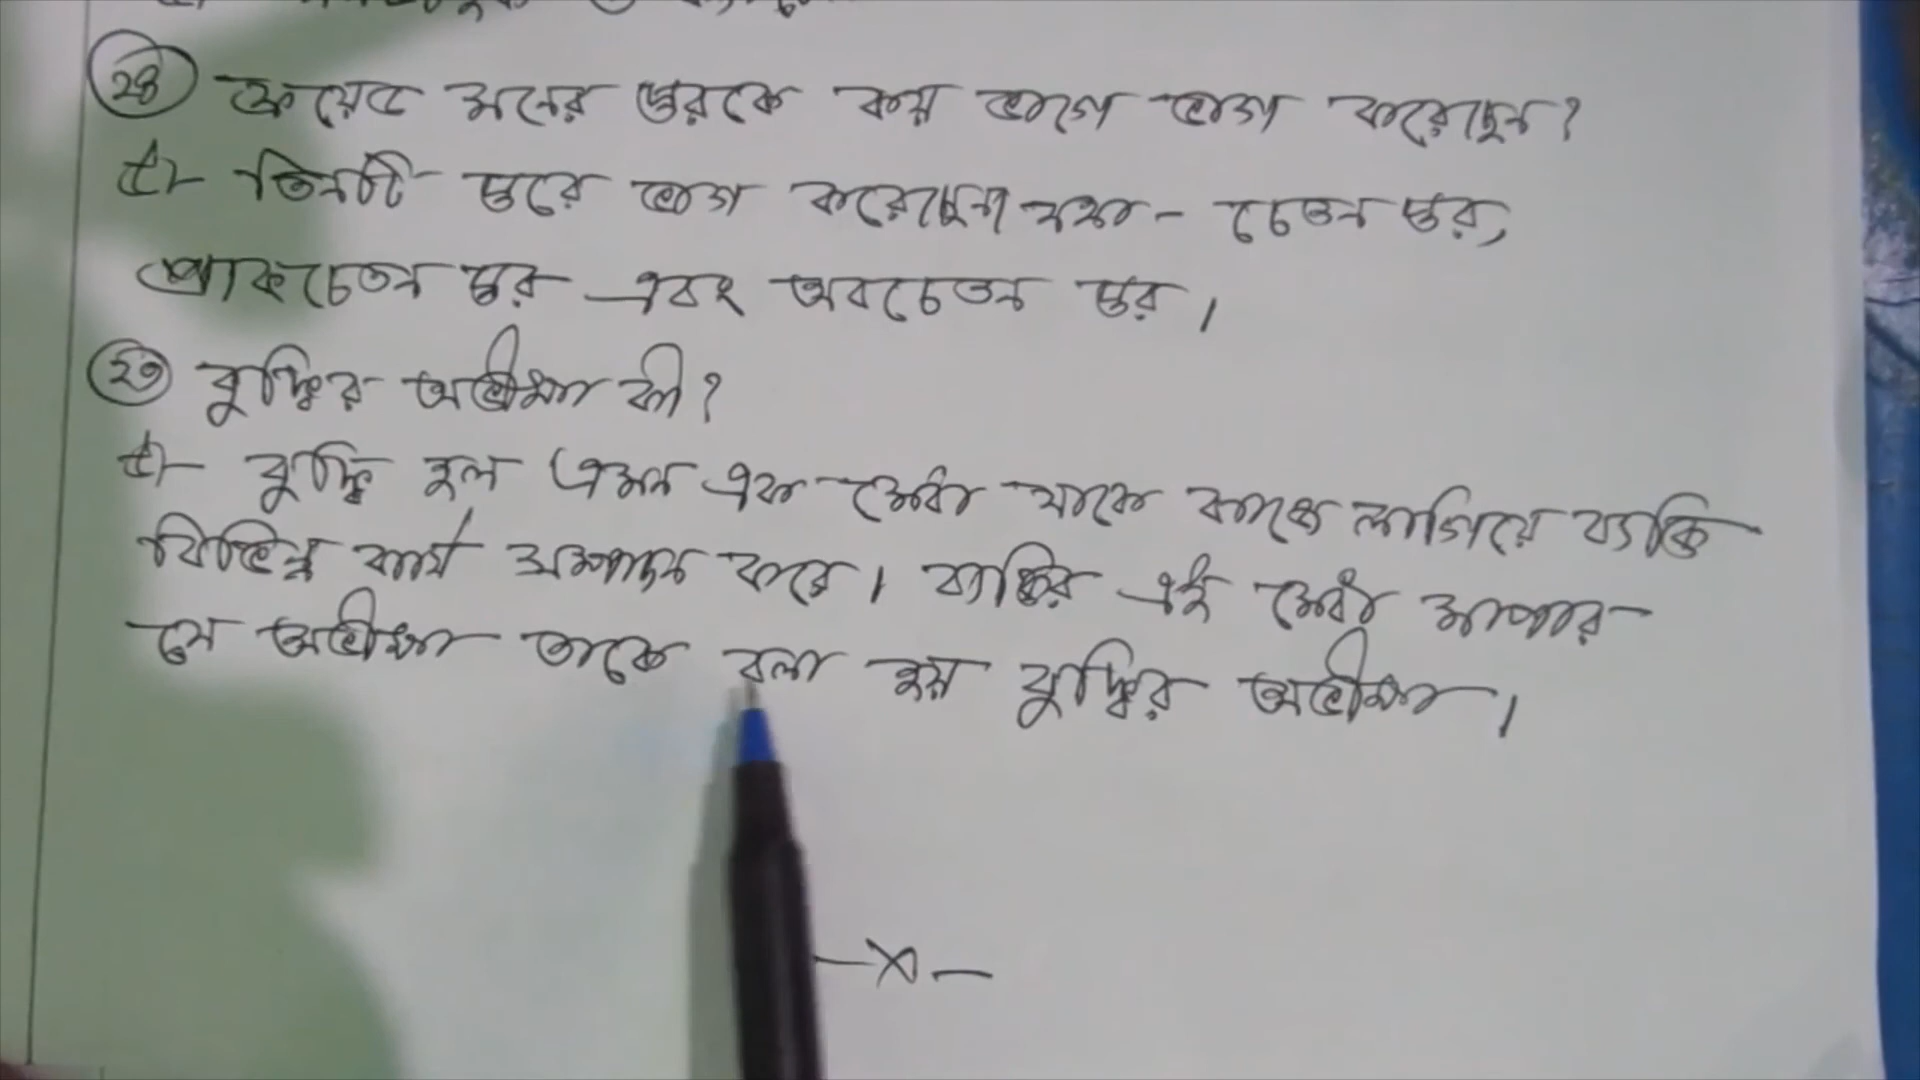 ২৪ ফ্রয়েড মনের স্তরকে কয় ভাগে ভাগ করেছেন?
উ:- তিনটি স্তরে ভাগ করেছেন যথা - চেতন স্তর,
প্রাকচেতন স্তর এবং অবচেতন স্তর।
২৫ বুদ্ধির অভীক্ষা কী?
উ:- বুদ্ধি হল এমন এক শক্তি যাকে কাজে লাগিয়ে ব্যক্তি
বিভিন্ন কার্য সম্পাদন করে। ব্যক্তির এই মাপার
যে অভীক্ষা তাকে বলা হয় বুদ্ধির অভীক্ষা।
—x—